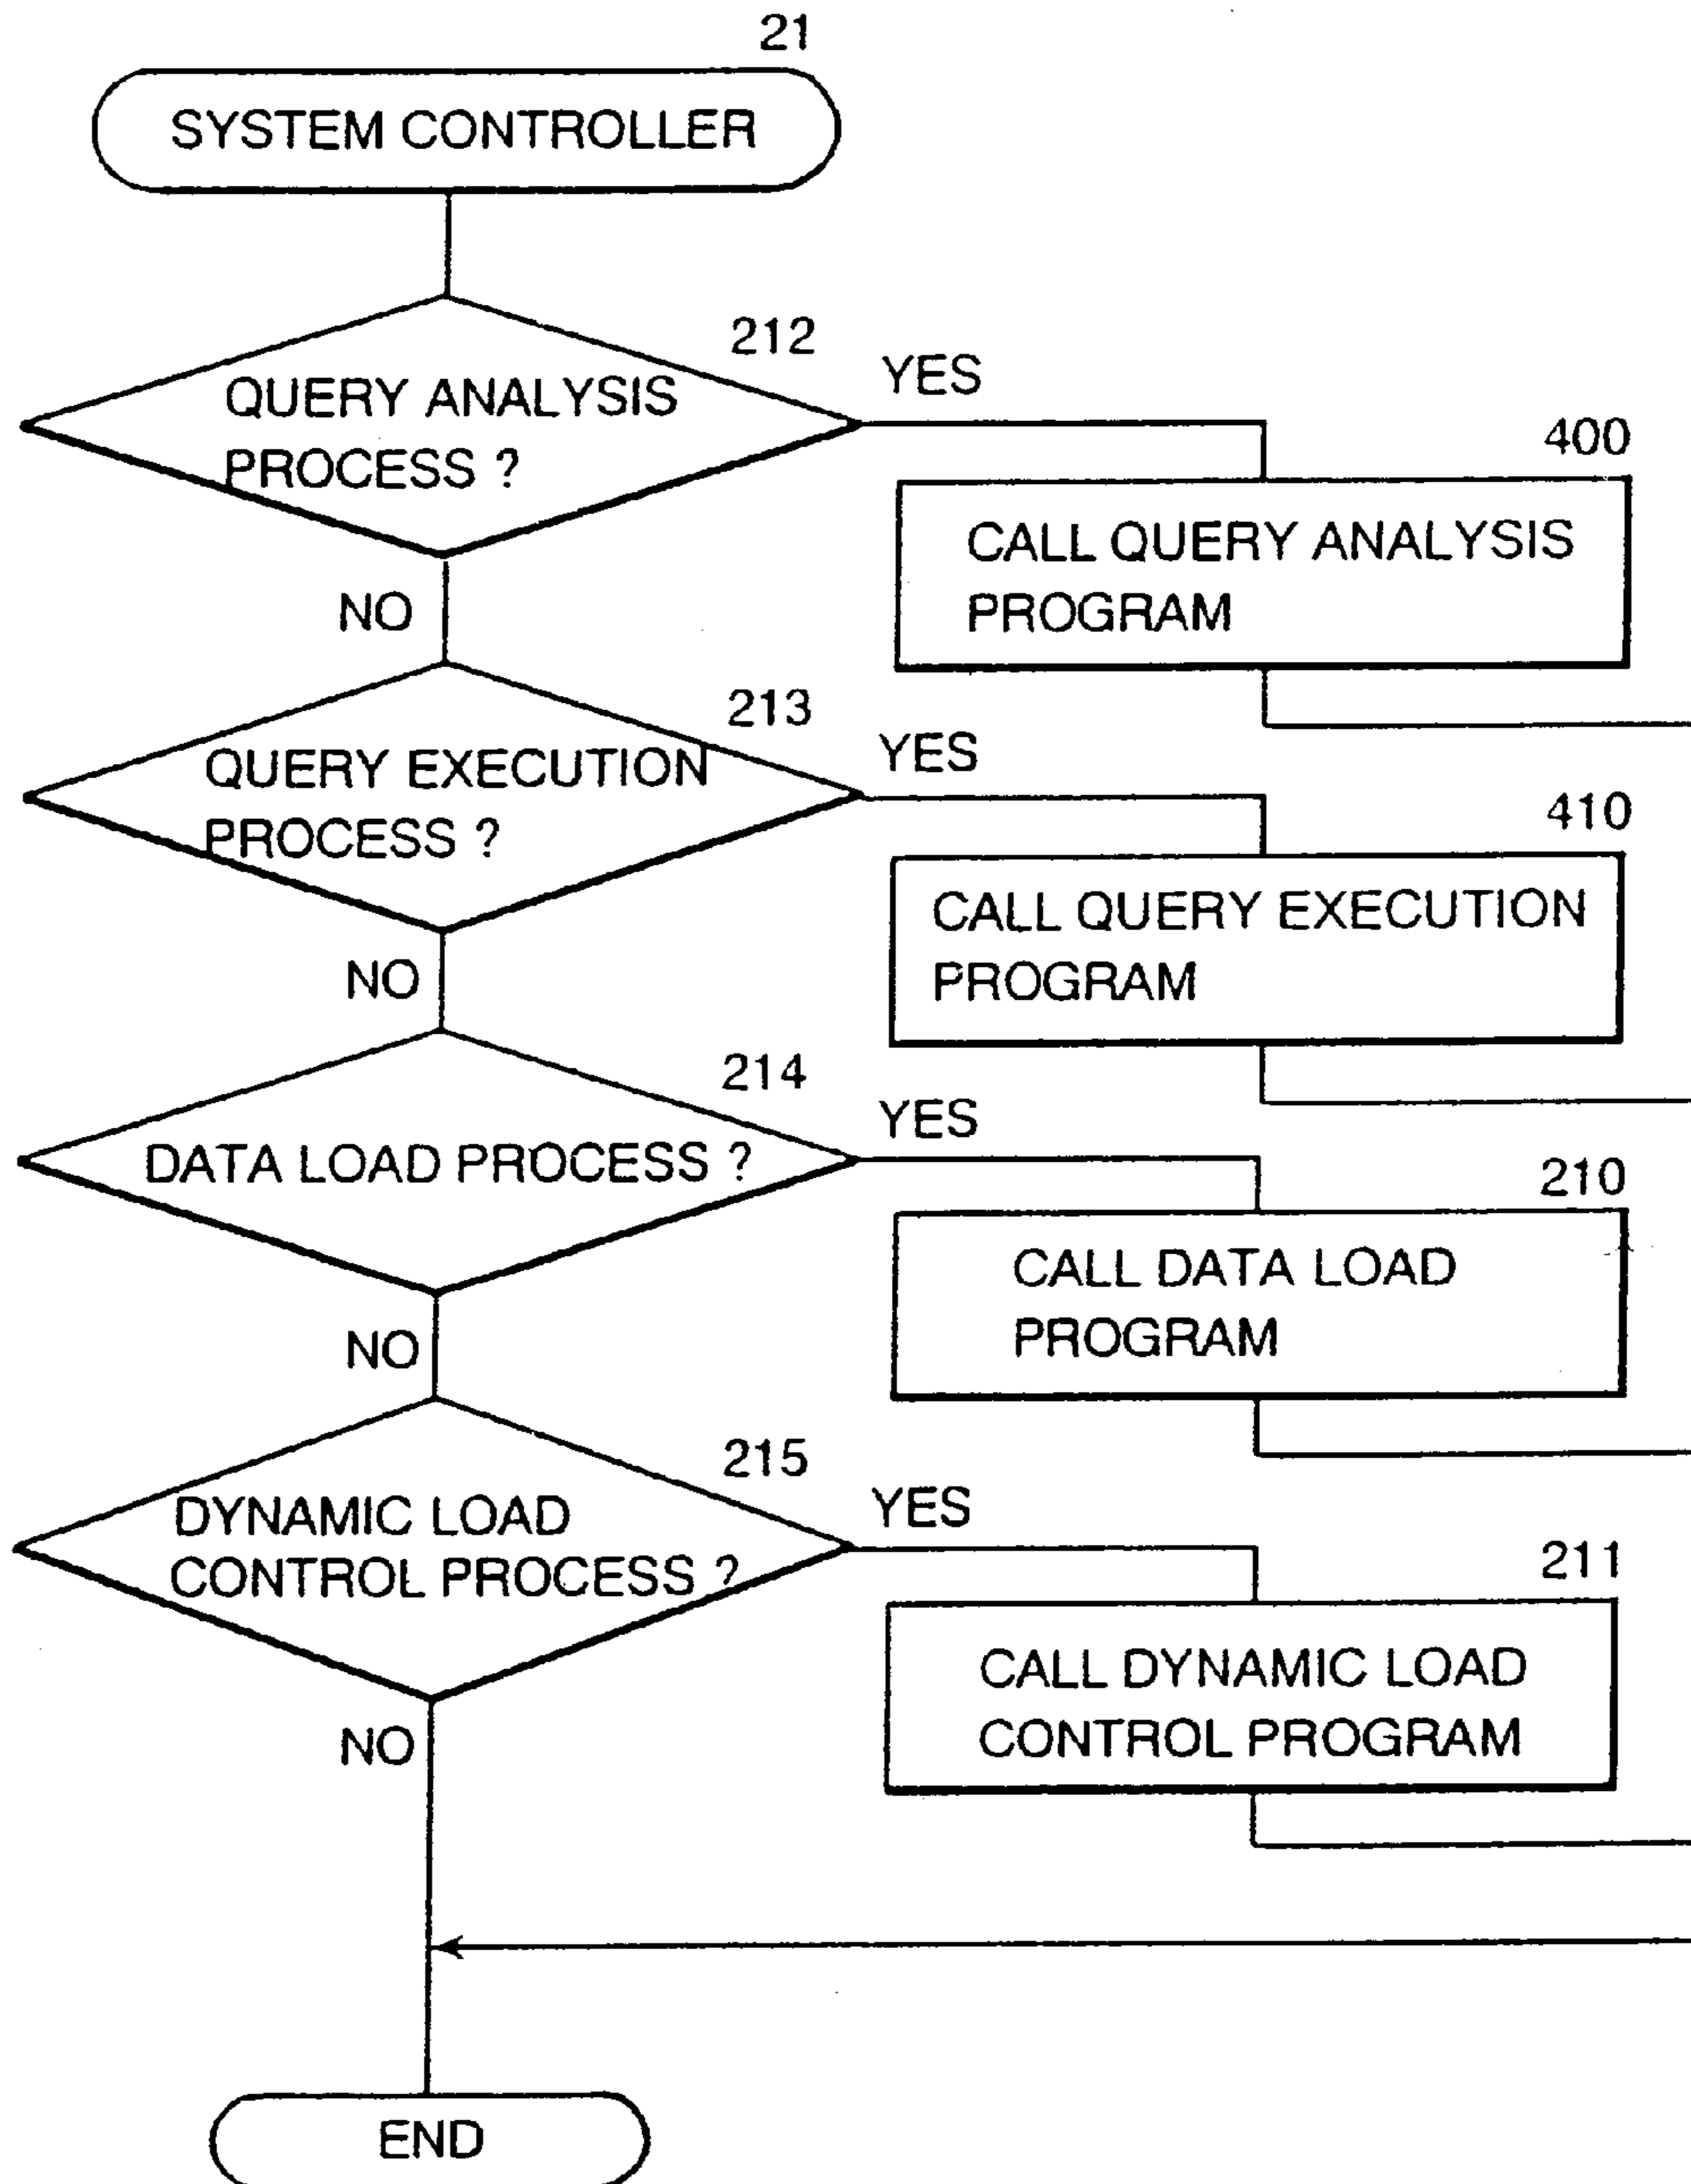 21
SYSTEM CONTROLLER
212
QUERY ANALYSIS
PROCESS ?
YES
400
CALL QUERY ANALYSIS
PROGRAM
NO
213
QUERY EXECUTION
PROCESS ?
YES
410
CALL QUERY EXECUTION
PROGRAM
NO
214
DATA LOAD PROCESS ?
YES
210
CALL DATA LOAD
PROGRAM
NO
215
DYNAMIC LOAD
CONTROL PROCESS ?
YES
211
CALL DYNAMIC LOAD
CONTROL PROGRAM
NO
END